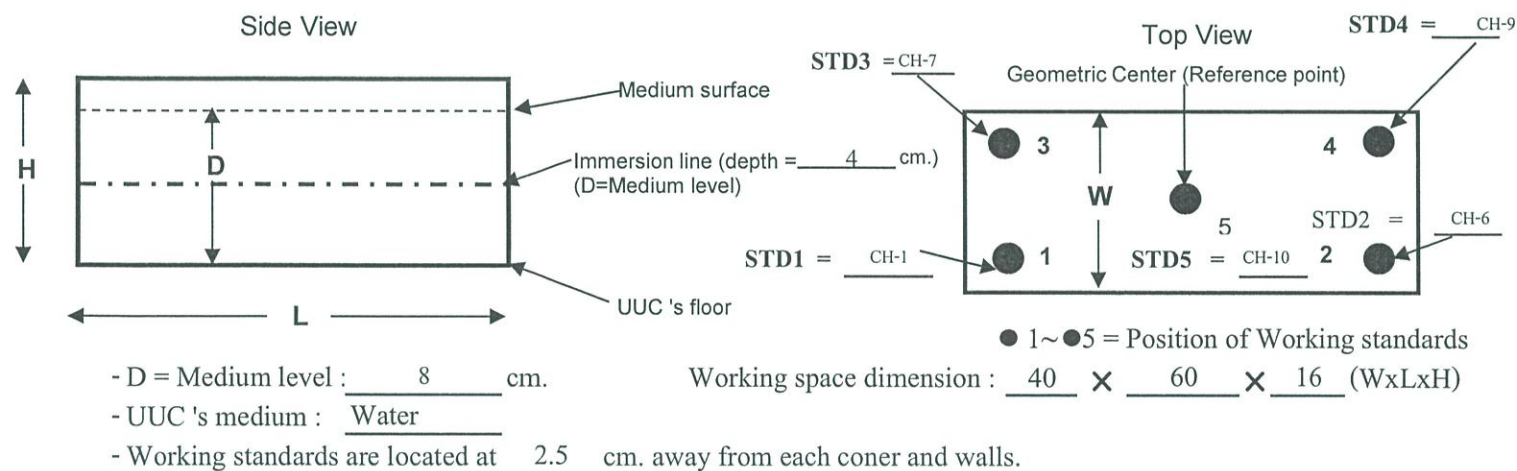 Side View
Top View
STD4 = CH-9
STD3 = CH-7
Geometric Center (Reference point)
Medium surface
H
D
Immersion line (depth = 4 cm.)
(D=Medium level)
3
4
W
5
STD2 = CH-6
STD1 = CH-1
1
STD5 = CH-10
2
UUC 's floor
L
● 1~●5 = Position of Working standards
- D = Medium level : 8 cm.
Working space dimension : 40 × 60 × 16 (WxLxH)
- UUC 's medium : Water
- Working standards are located at 2.5 cm. away from each coner and walls.